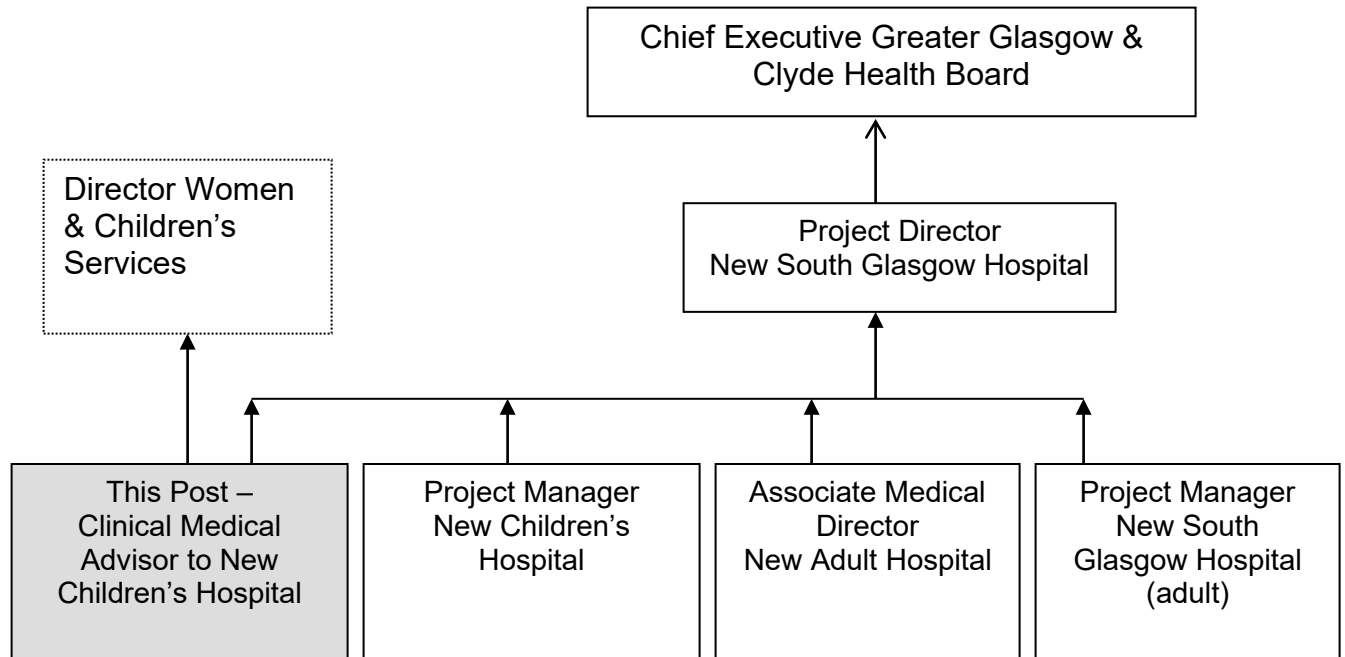 Chief Executive Greater Glasgow &
Clyde Health Board
Director Women
& Children’s
Services
Project Director
New South Glasgow Hospital
This Post –
Clinical Medical
Advisor to New
Children’s Hospital
Project Manager
New Children’s
Hospital
Associate Medical
Director
New Adult Hospital
Project Manager
New South
Glasgow Hospital
(adult)